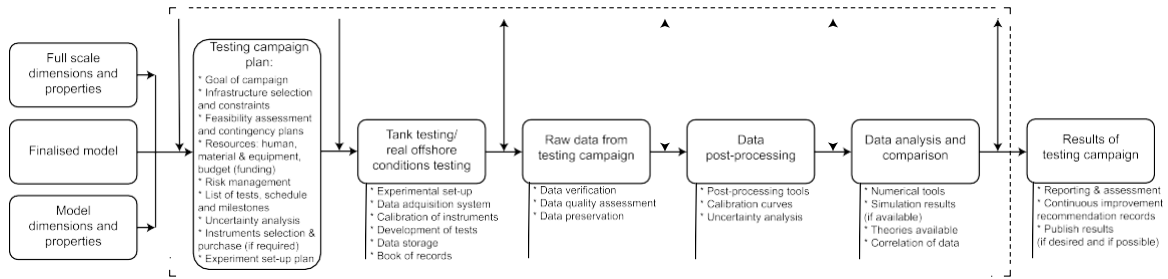 Full scale
dimensions and
properties
Finalised model
Model
dimensions and
properties
Testing campaign
plan:
* Goal of campaign
* Infrastructure selection
and constraints
* Feasibility assessment
and contingency plans
* Resources: human,
material & equipment,
budget (funding)
* Risk management
* List of tests, schedule
and milestones
* Uncertainty analysis
* Instruments selection &
purchase (if required)
* Experiment set-up plan
Tank testing/
real offshore
conditions testing
* Experimental set-up
* Data adquisition system
* Calibration of instruments
* Development of tests
* Data storage
* Book of records
Raw data from
testing campaign
* Data verification
* Data quality assessment
* Data preservation
Data
post-processing
* Post-processing tools
* Calibration curves
* Uncertainty analysis
Data analysis and
comparison
* Numerical tools
* Simulation results
(if available)
* Theories available
* Correlation of data
Results of
testing campaign
* Reporting & assessment
* Continuous improvement
recommendation records
* Publish results
(if desired and if possible)